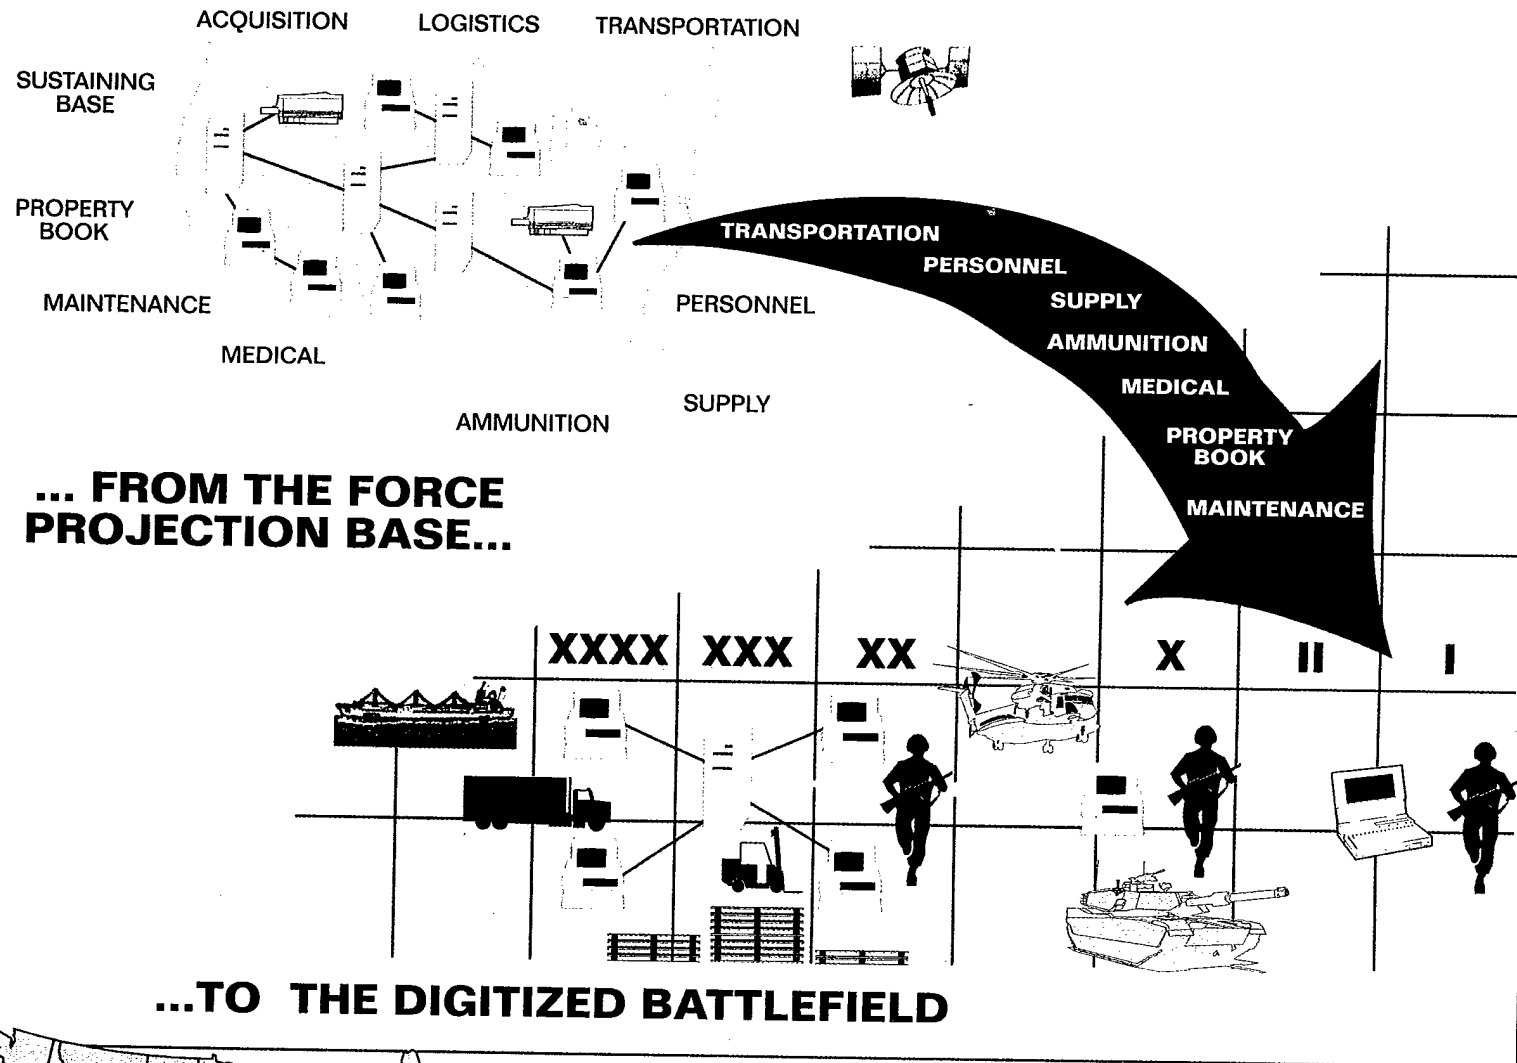 ACQUISITION
LOGISTICS
TRANSPORTATION
SUSTAINING
BASE
PROPERTY
BOOK
MAINTENANCE
MEDICAL
AMMUNITION
SUPPLY
PERSONNEL
TRANSPORTATION
PERSONNEL
SUPPLY
AMMUNITION
MEDICAL
PROPERTY
BOOK
MAINTENANCE
... FROM THE FORCE
PROJECTION BASE...
XXXX
XXX
XX
X
II
I
...TO THE DIGITIZED BATTLEFIELD